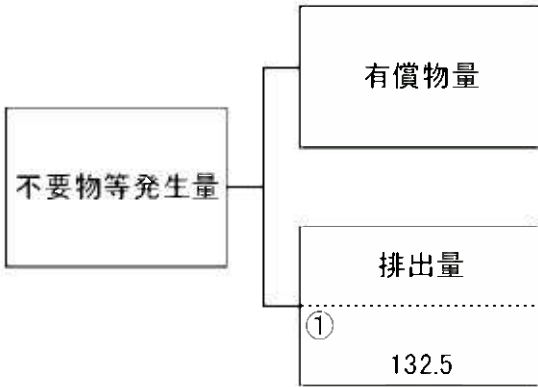 有償物量
不要物等発生量
排出量
①
132.5